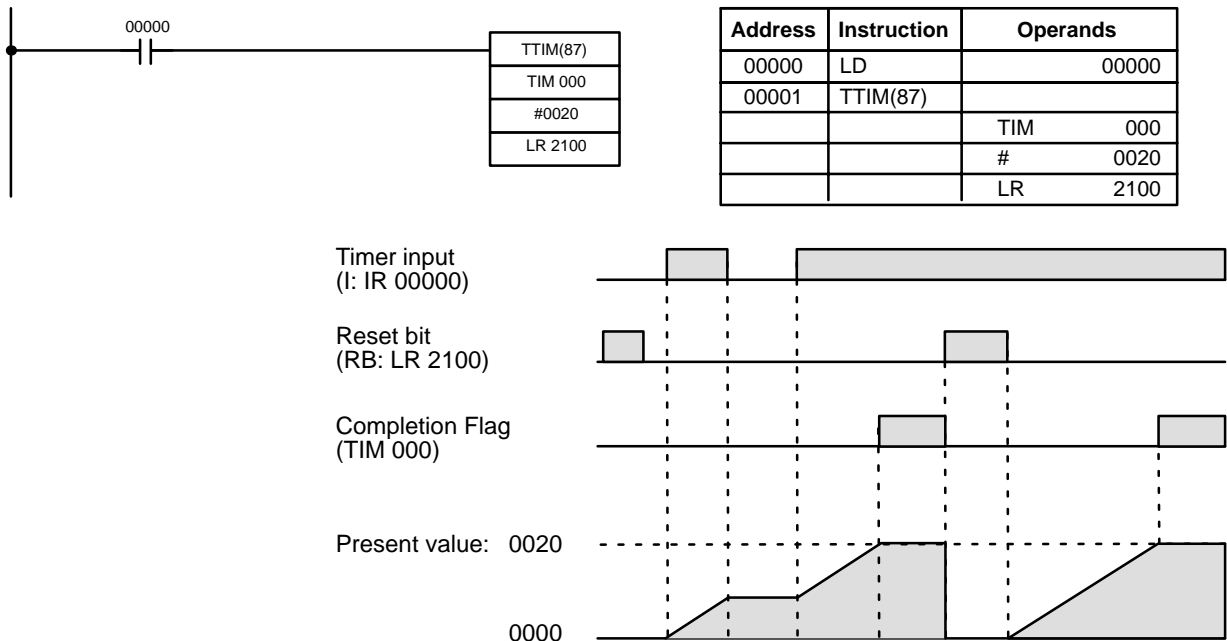 00000
TTIM(87)
TIM 000
#0020
LR 2100
Address Instruction Operands
00000 LD 00000
00001 TTIM(87)
TIM 000
# 0020
LR 2100
Timer input
(I: IR 00000)
Reset bit
(RB: LR 2100)
Completion Flag
(TIM 000)
Present value: 0020
0000